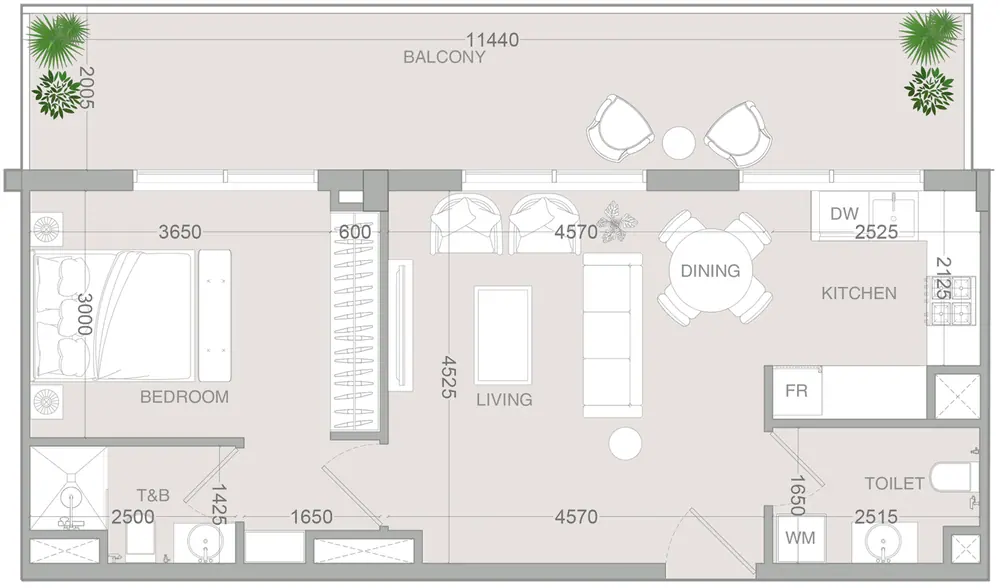 11440
BALCONY
2005
DW
3650
600
4570
2525
DINING
2125
KITCHEN
3000
4525
BEDROOM
LIVING
FR
T&B
1425
TOILET
1650
2500
1650
4570
2515
WM